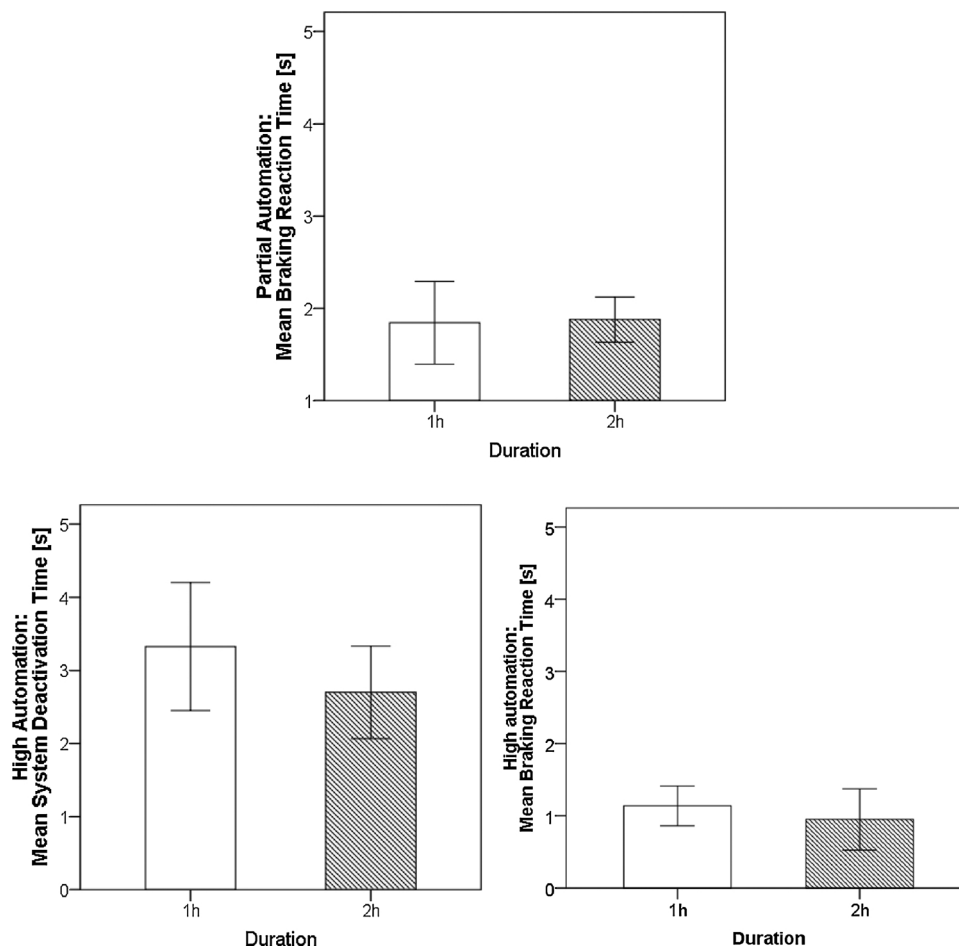 Partial Automation:
Mean Braking Reaction Time [s]
5
4
3
2
1
1h 2h
Duration
High Automation:
Mean System Deactivation Time [s]
5
4
3
2
1
0
1h 2h
Duration
High automation:
Mean Braking Reaction Time [s]
5
4
3
2
1
0
1h 2h
Duration